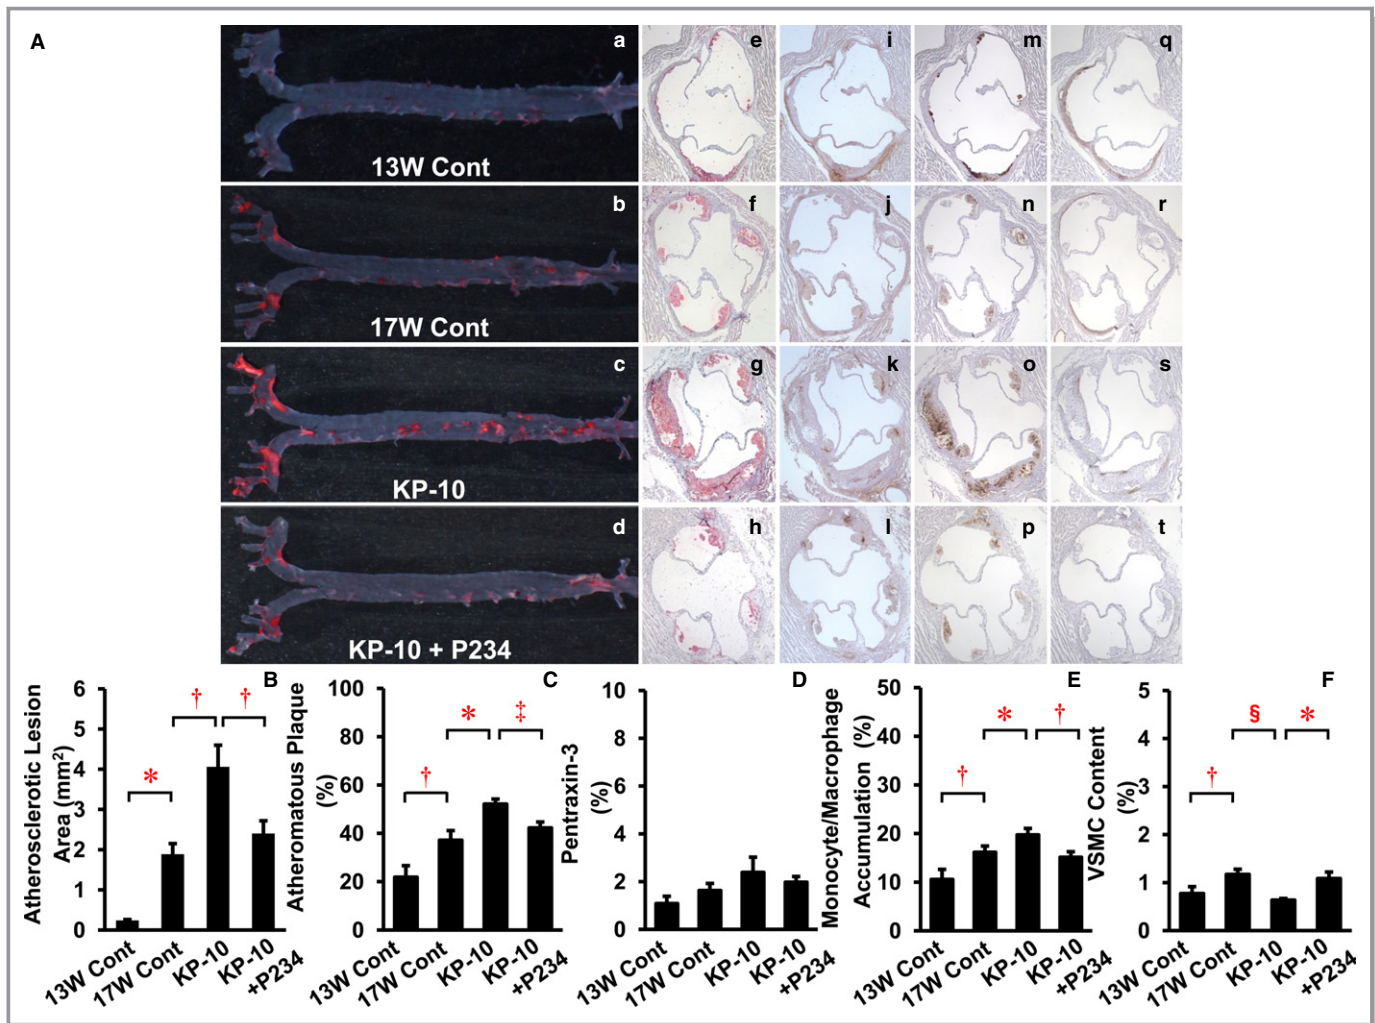 A
a e i m q
13W Cont
b f j n r
17W Cont
c g k o s
KP-10
d h l p t
KP-10 + P234
B
Atherosclerotic Lesion
Area (mm²)
6
5
4
3
2
1
0
* † †
13W Cont
17W Cont
KP-10
KP-10
+P234
C
Atheromatous Plaque
(%)
100
80
60
40
20
0
† * ‡
13W Cont
17W Cont
KP-10
KP-10
+P234
D
Pentraxin-3
(%)
10
8
6
4
2
0
13W Cont
17W Cont
KP-10
KP-10
+P234
E
Monocyte/Macrophage
Accumulation (%)
50
40
30
20
10
0
† * †
13W Cont
17W Cont
KP-10
KP-10
+P234
F
VSMC Content
(%)
5
4
3
2
1
0
† § *
13W Cont
17W Cont
KP-10
KP-10
+P234